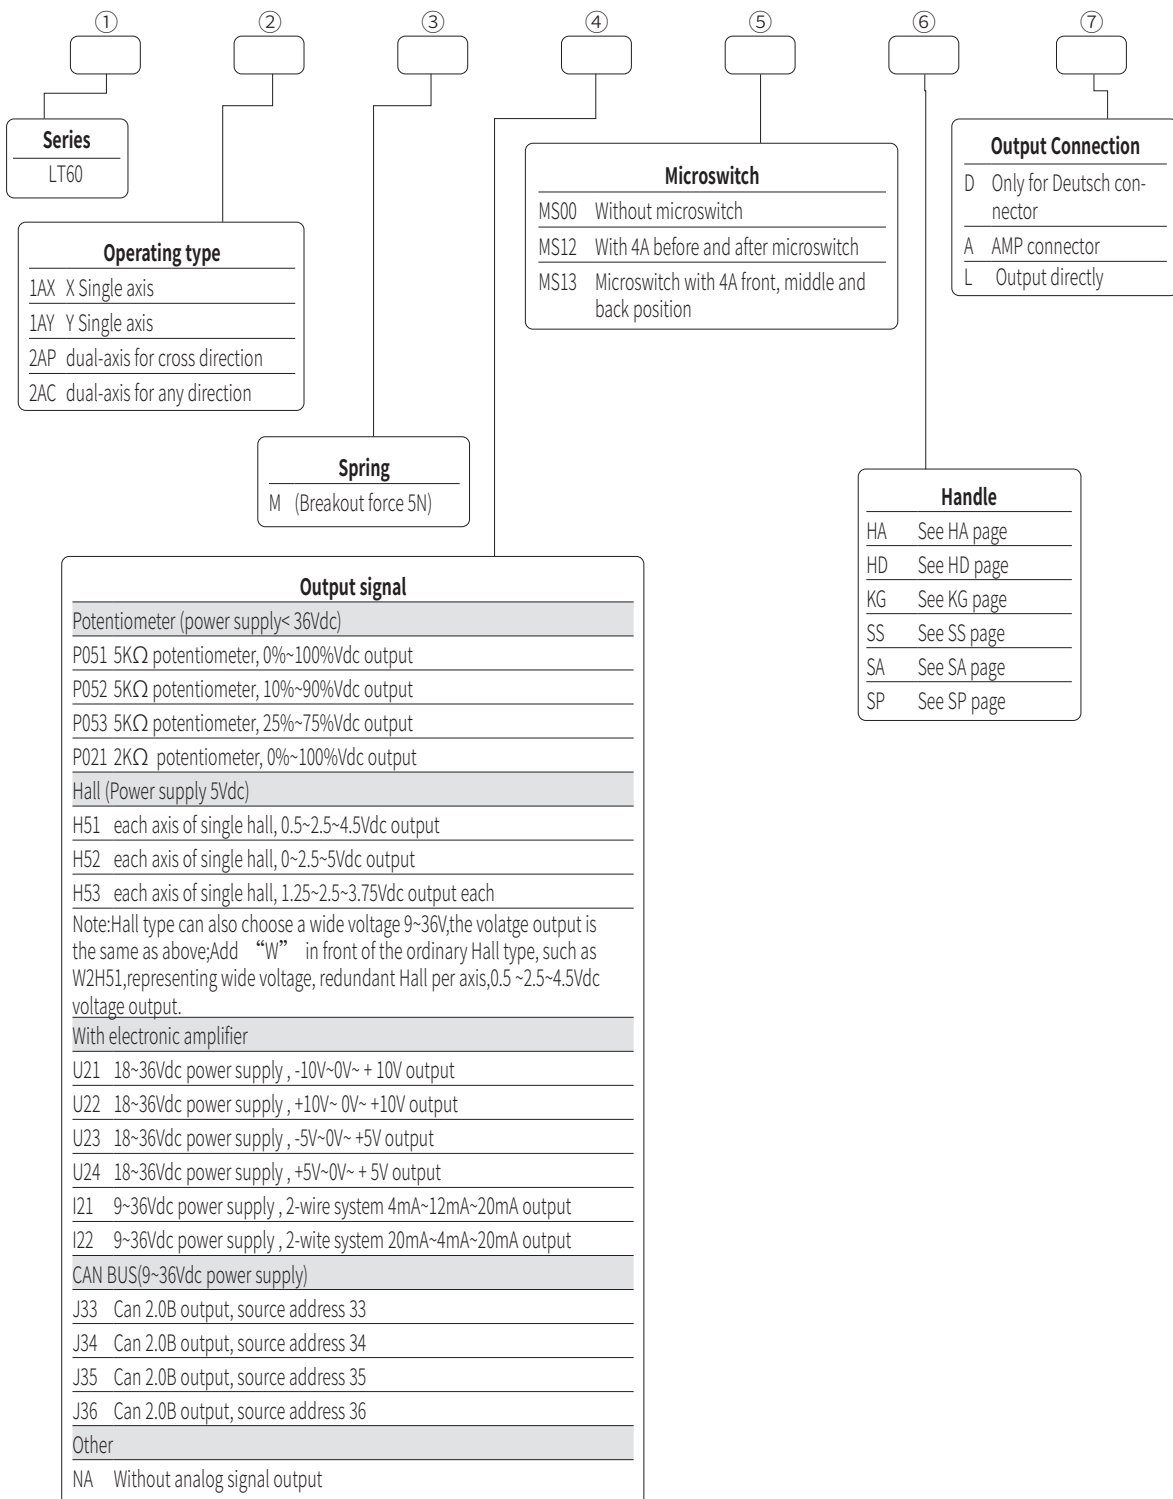 ① ② ③ ④ ⑤ ⑥ ⑦
Series
LT60
Operating type
1AX X Single axis
1AY Y Single axis
2AP dual-axis for cross direction
2AC dual-axis for any direction
Spring
M (Breakout force 5N)
Output signal
Potentiometer (power supply< 36Vdc)
P051 5KΩ potentiometer, 0%~100%Vdc output
P052 5KΩ potentiometer, 10%~90%Vdc output
P053 5KΩ potentiometer, 25%~75%Vdc output
P021 2KΩ potentiometer, 0%~100%Vdc output
Hall (Power supply 5Vdc)
H51 each axis of single hall, 0.5~2.5~4.5Vdc output
H52 each axis of single hall, 0~2.5~5Vdc output
H53 each axis of single hall, 1.25~2.5~3.75Vdc output each
Note:Hall type can also choose a wide voltage 9~36V,the volatge output is
the same as above;Add “W” in front of the ordinary Hall type, such as
W2H51,representing wide voltage, redundant Hall per axis,0.5 ~2.5~4.5Vdc
voltage output.
With electronic amplifier
U21 18~36Vdc power supply , -10V~0V~ + 10V output
U22 18~36Vdc power supply , +10V~ 0V~ +10V output
U23 18~36Vdc power supply , -5V~0V~ +5V output
U24 18~36Vdc power supply , +5V~0V~ + 5V output
I21 9~36Vdc power supply , 2-wire system 4mA~12mA~20mA output
I22 9~36Vdc power supply , 2-wite system 20mA~4mA~20mA output
CAN BUS(9~36Vdc power supply)
J33 Can 2.0B output, source address 33
J34 Can 2.0B output, source address 34
J35 Can 2.0B output, source address 35
J36 Can 2.0B output, source address 36
Other
NA Without analog signal output
Microswitch
MS00 Without microswitch
MS12 With 4A before and after microswitch
MS13 Microswitch with 4A front, middle and
back position
Handle
HA See HA page
HD See HD page
KG See KG page
SS See SS page
SA See SA page
SP See SP page
Output Connection
D Only for Deutsch con-
nector
A AMP connector
L Output directly